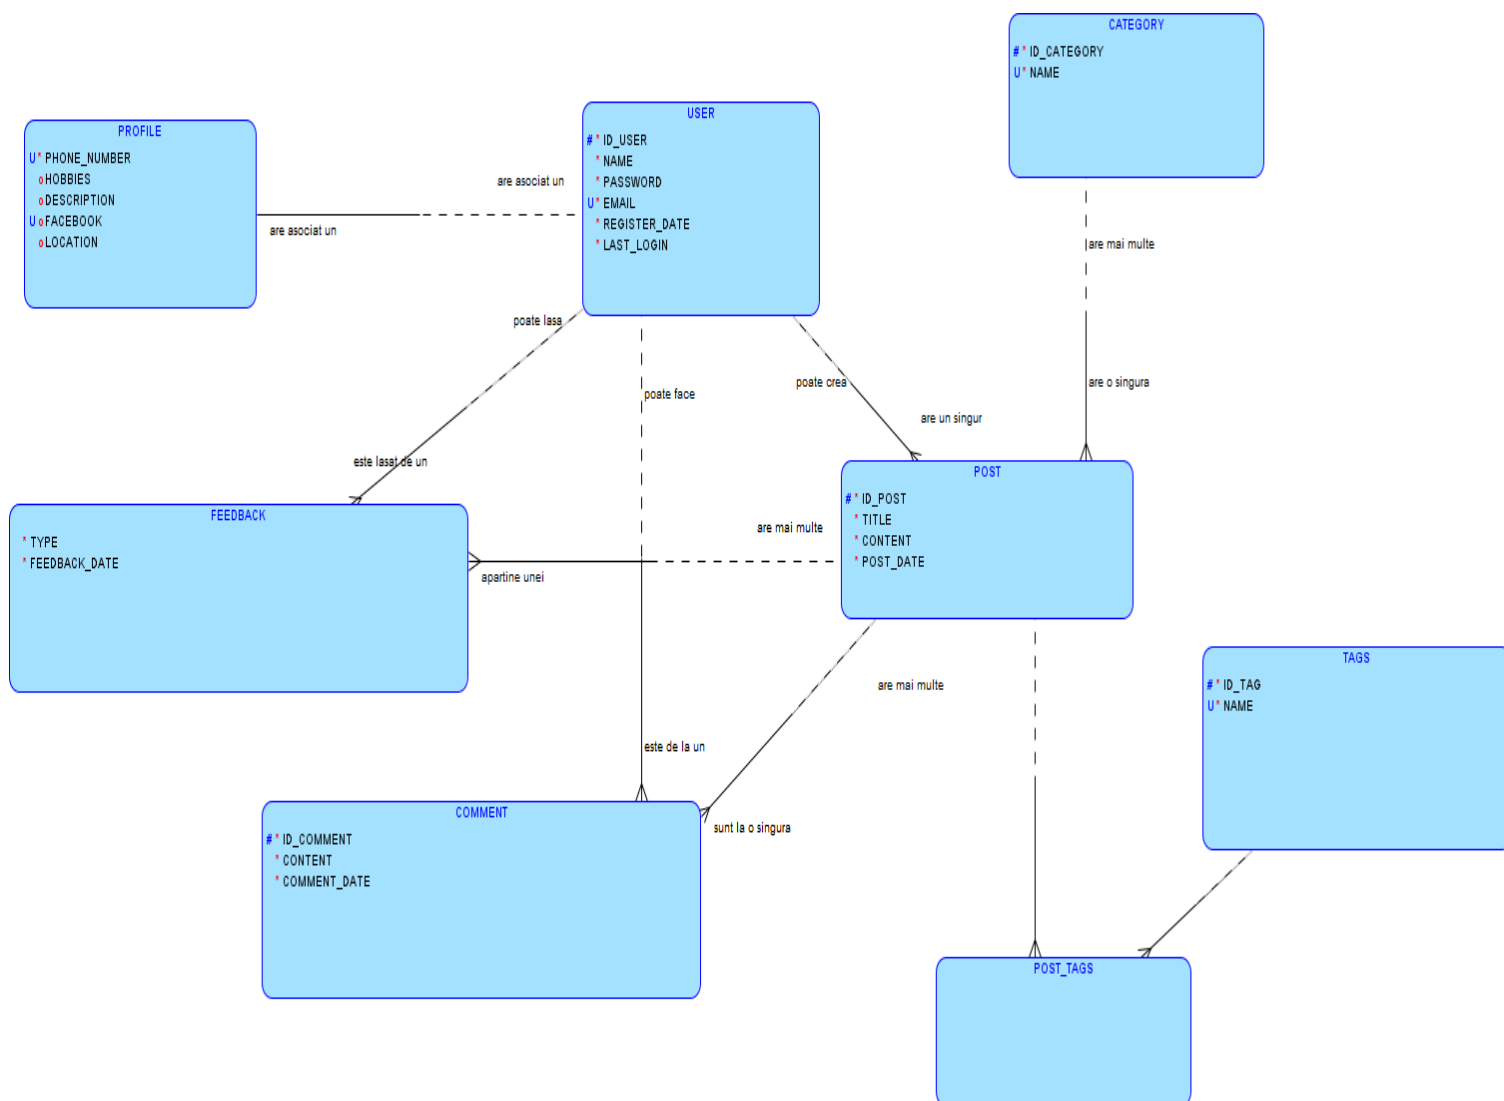 CATEGORY
#* ID_CATEGORY
U* NAME
USER
#* ID_USER
* NAME
* PASSWORD
U* EMAIL
* REGISTER_DATE
* LAST_LOGIN
PROFILE
U* PHONE_NUMBER
o HOBBIES
o DESCRIPTION
U o FACEBOOK
o LOCATION
are asociat un
are asociat un
are mai multe
are o singura
poate lasa
este lasat de un
poate face
este de la un
poate crea
are un singur
POST
#* ID_POST
* TITLE
* CONTENT
* POST_DATE
FEEDBACK
* TYPE
* FEEDBACK_DATE
are mai multe
apartine unei
are mai multe
sunt la o singura
TAGS
#* ID_TAG
U* NAME
COMMENT
#* ID_COMMENT
* CONTENT
* COMMENT_DATE
POST_TAGS